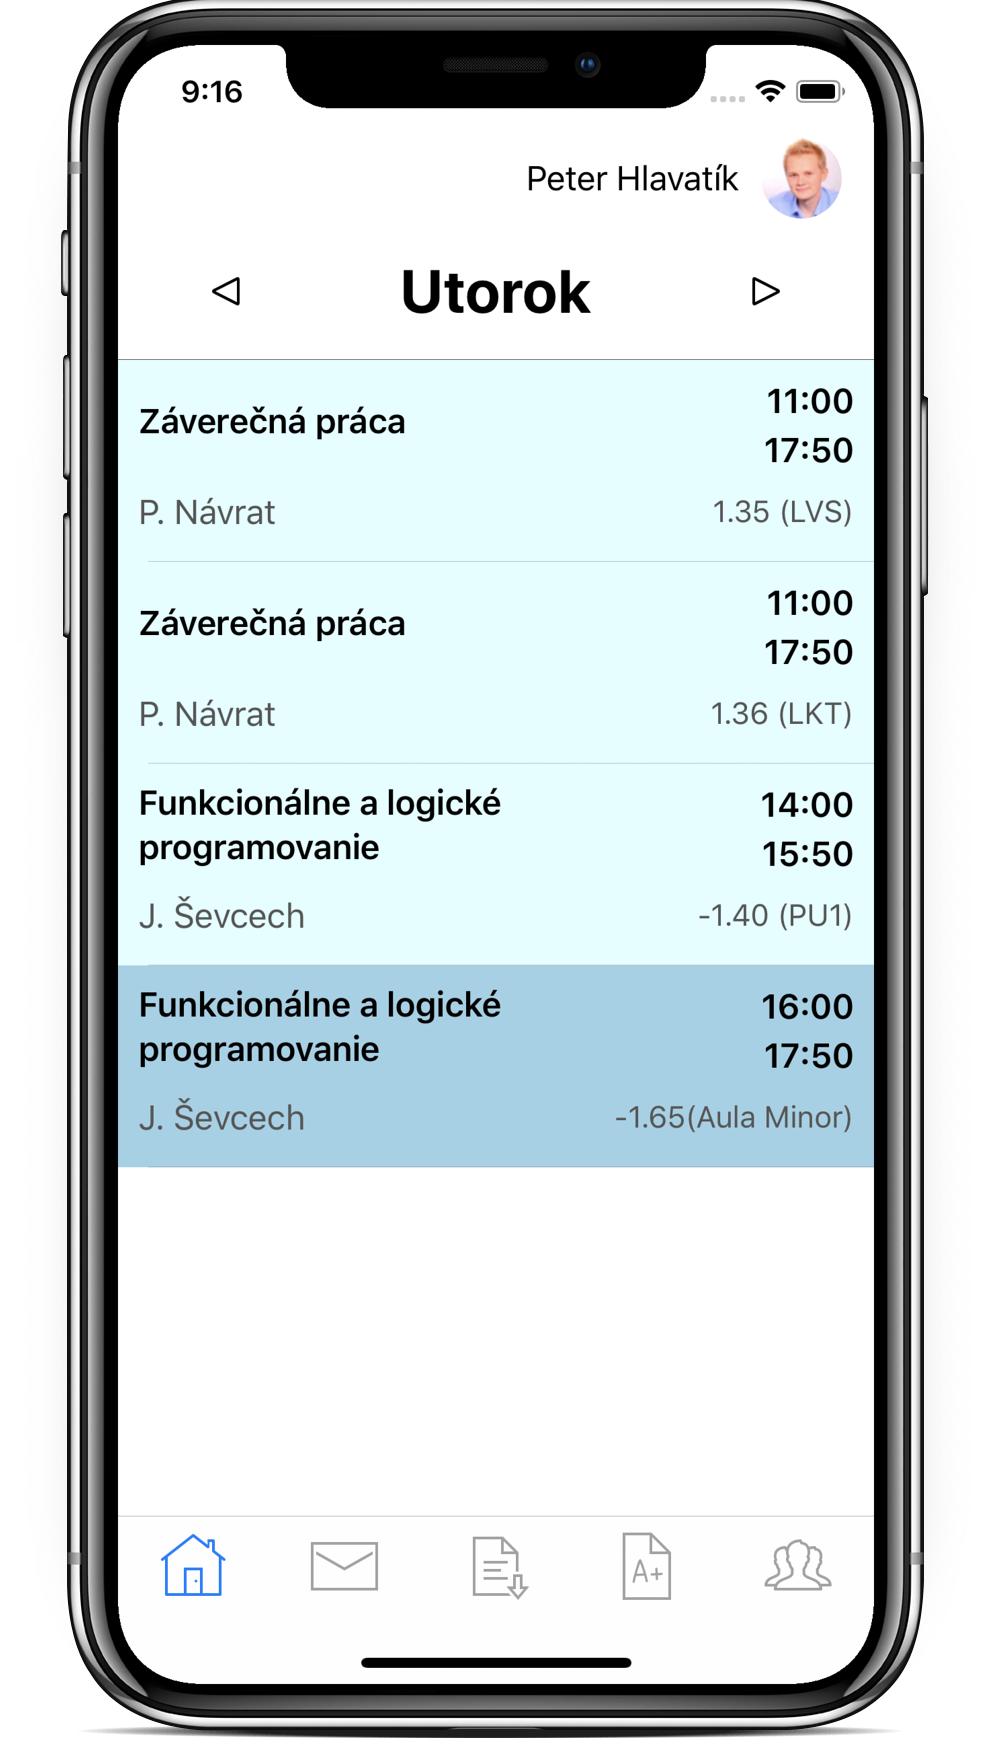 9:16
Peter Hlavatík
Utorok
Záverečná práca
11:00
17:50
P. Návrat
1.35 (LVS)
Záverečná práca
11:00
17:50
P. Návrat
1.36 (LKT)
Funkcionálne a logické
programovanie
14:00
15:50
J. Ševcech
-1.40 (PU1)
Funkcionálne a logické
programovanie
16:00
17:50
J. Ševcech
-1.65(Aula Minor)
A+